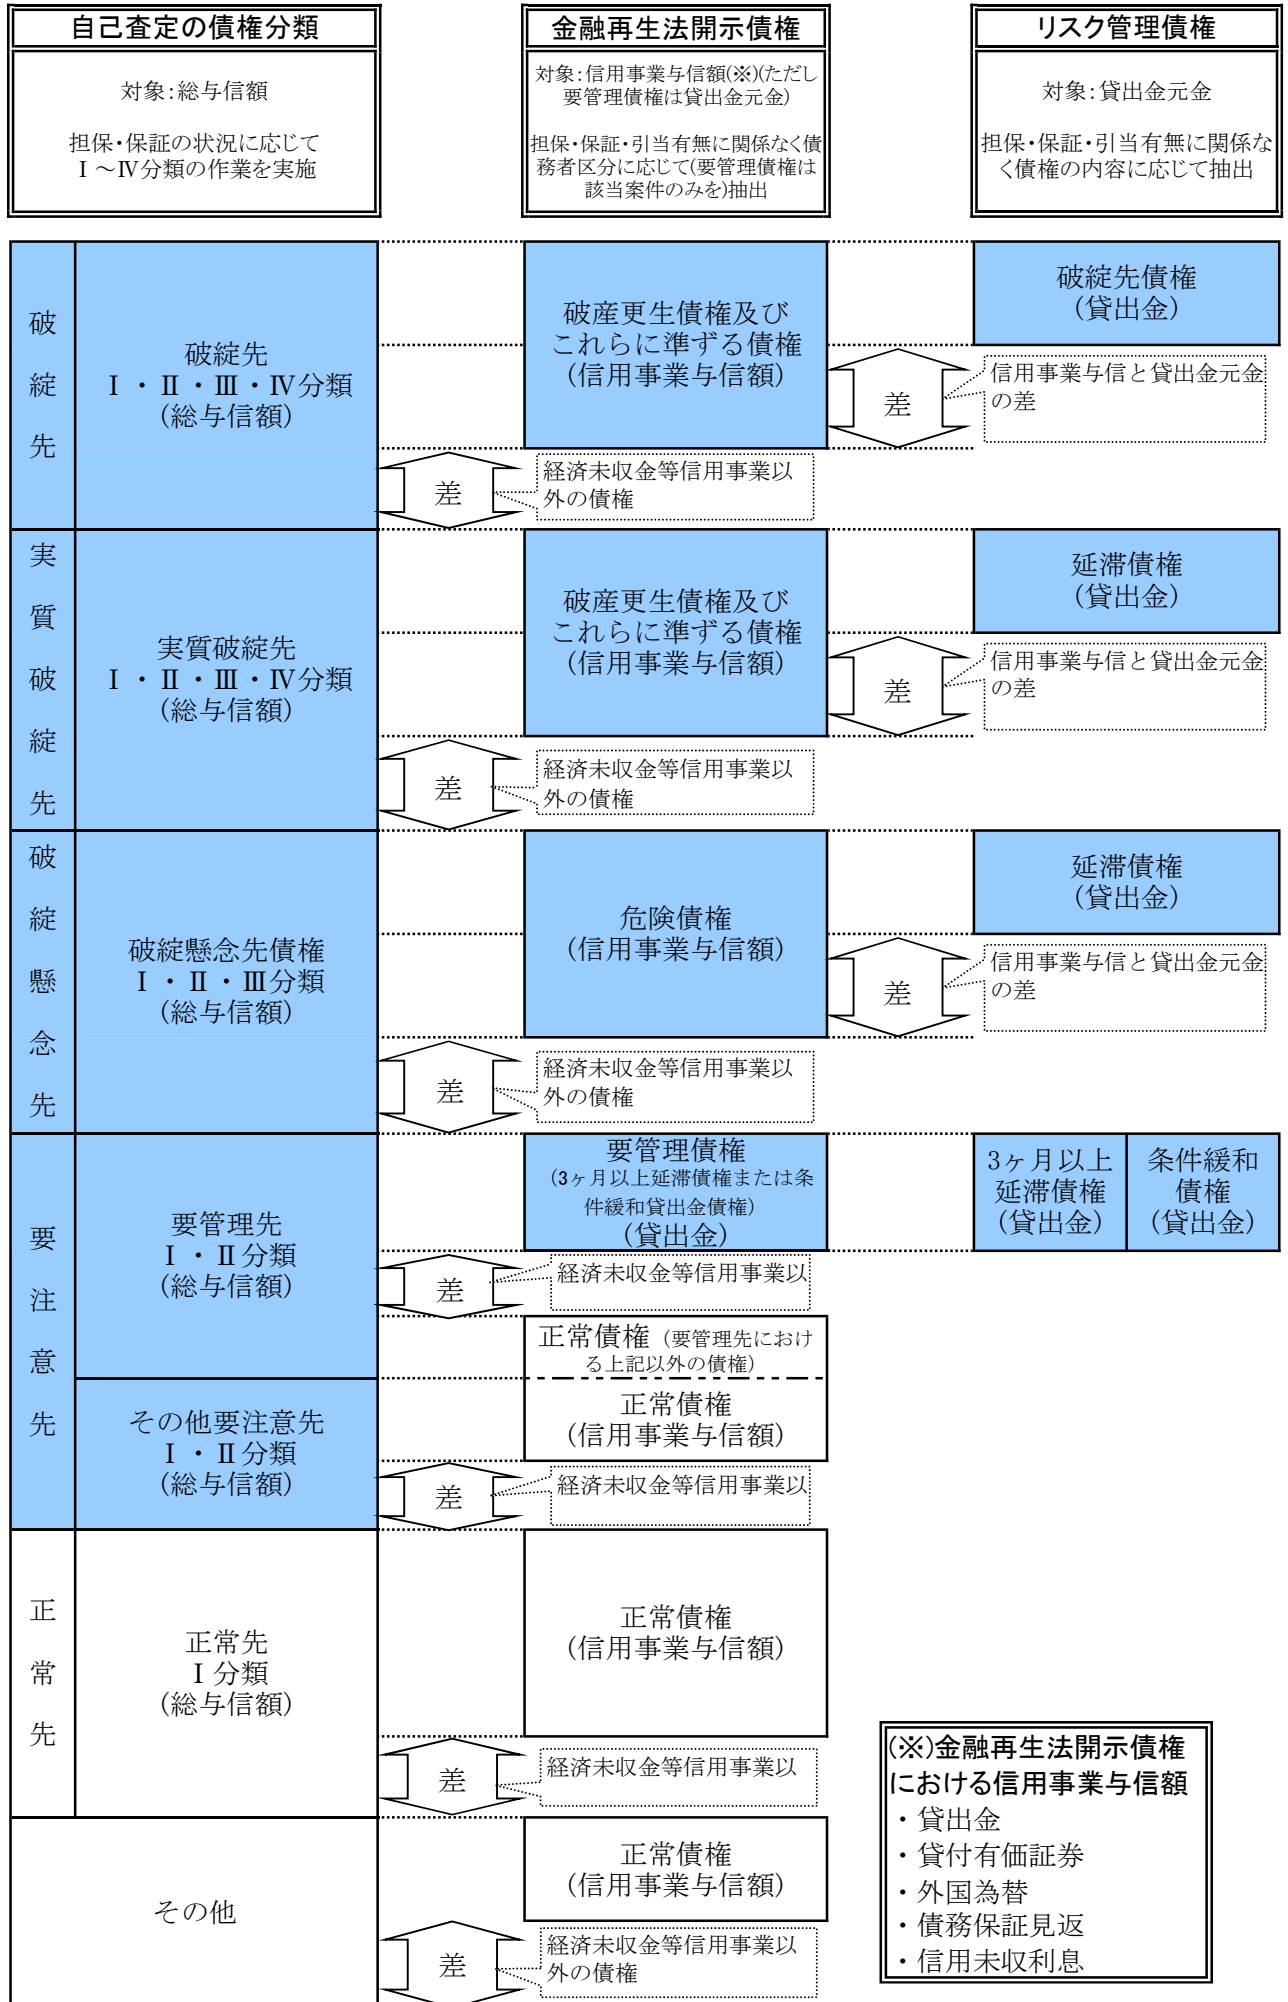 自己査定の債権分類
対象：総与信額
担保・保証の状況に応じて
Ⅰ～Ⅳ分類の作業を実施
金融再生法開示債権
対象：信用事業与信額(※)(ただし
要管理債権は貸出金元金)
担保・保証・引当有無に関係なく債
務者区分に応じて(要管理債権は
該当案件のみを)抽出
リスク管理債権
対象：貸出金元金
担保・保証・引当有無に関係な
く債権の内容に応じて抽出
破綻先
破綻先
Ⅰ・Ⅱ・Ⅲ・Ⅳ分類
(総与信額)
破産更生債権及び
これらに準ずる債権
(信用事業与信額)
破綻先債権
(貸出金)
差
信用事業与信と貸出金元金
の差
差
経済未収金等信用事業以
外の債権
実質破綻先
実質破綻先
Ⅰ・Ⅱ・Ⅲ・Ⅳ分類
(総与信額)
破産更生債権及び
これらに準ずる債権
(信用事業与信額)
延滞債権
(貸出金)
差
信用事業与信と貸出金元金
の差
差
経済未収金等信用事業以
外の債権
破綻懸念先
破綻懸念先債権
Ⅰ・Ⅱ・Ⅲ分類
(総与信額)
危険債権
(信用事業与信額)
延滞債権
(貸出金)
差
信用事業与信と貸出金元金
の差
差
経済未収金等信用事業以
外の債権
要注意先
要管理先
Ⅰ・Ⅱ分類
(総与信額)
要管理債権
(3ヶ月以上延滞債権または条
件緩和貸出金債権)
(貸出金)
3ヶ月以上
延滞債権
(貸出金)
条件緩和
債権
(貸出金)
差
経済未収金等信用事業以
正常債権（要管理先におけ
る上記以外の債権）
その他要注意先
Ⅰ・Ⅱ分類
(総与信額)
正常債権
(信用事業与信額)
差
経済未収金等信用事業以
正常先
正常先
Ⅰ分類
(総与信額)
正常債権
(信用事業与信額)
差
経済未収金等信用事業以
その他
正常債権
(信用事業与信額)
差
経済未収金等信用事業以
外の債権
(※)金融再生法開示債権
における信用事業与信額
・貸出金
・貸付有価証券
・外国為替
・債務保証見返
・信用未収利息